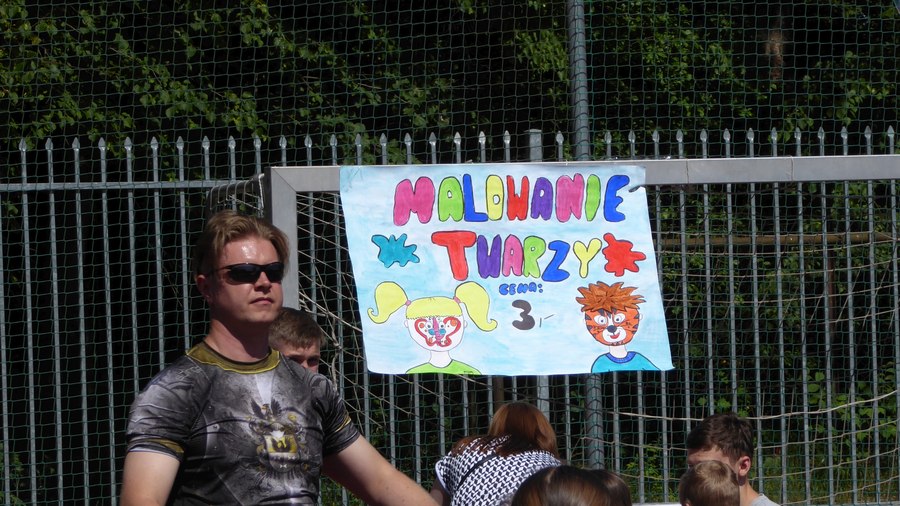 MALOWANIE
TWARZY
CENA:
3,-